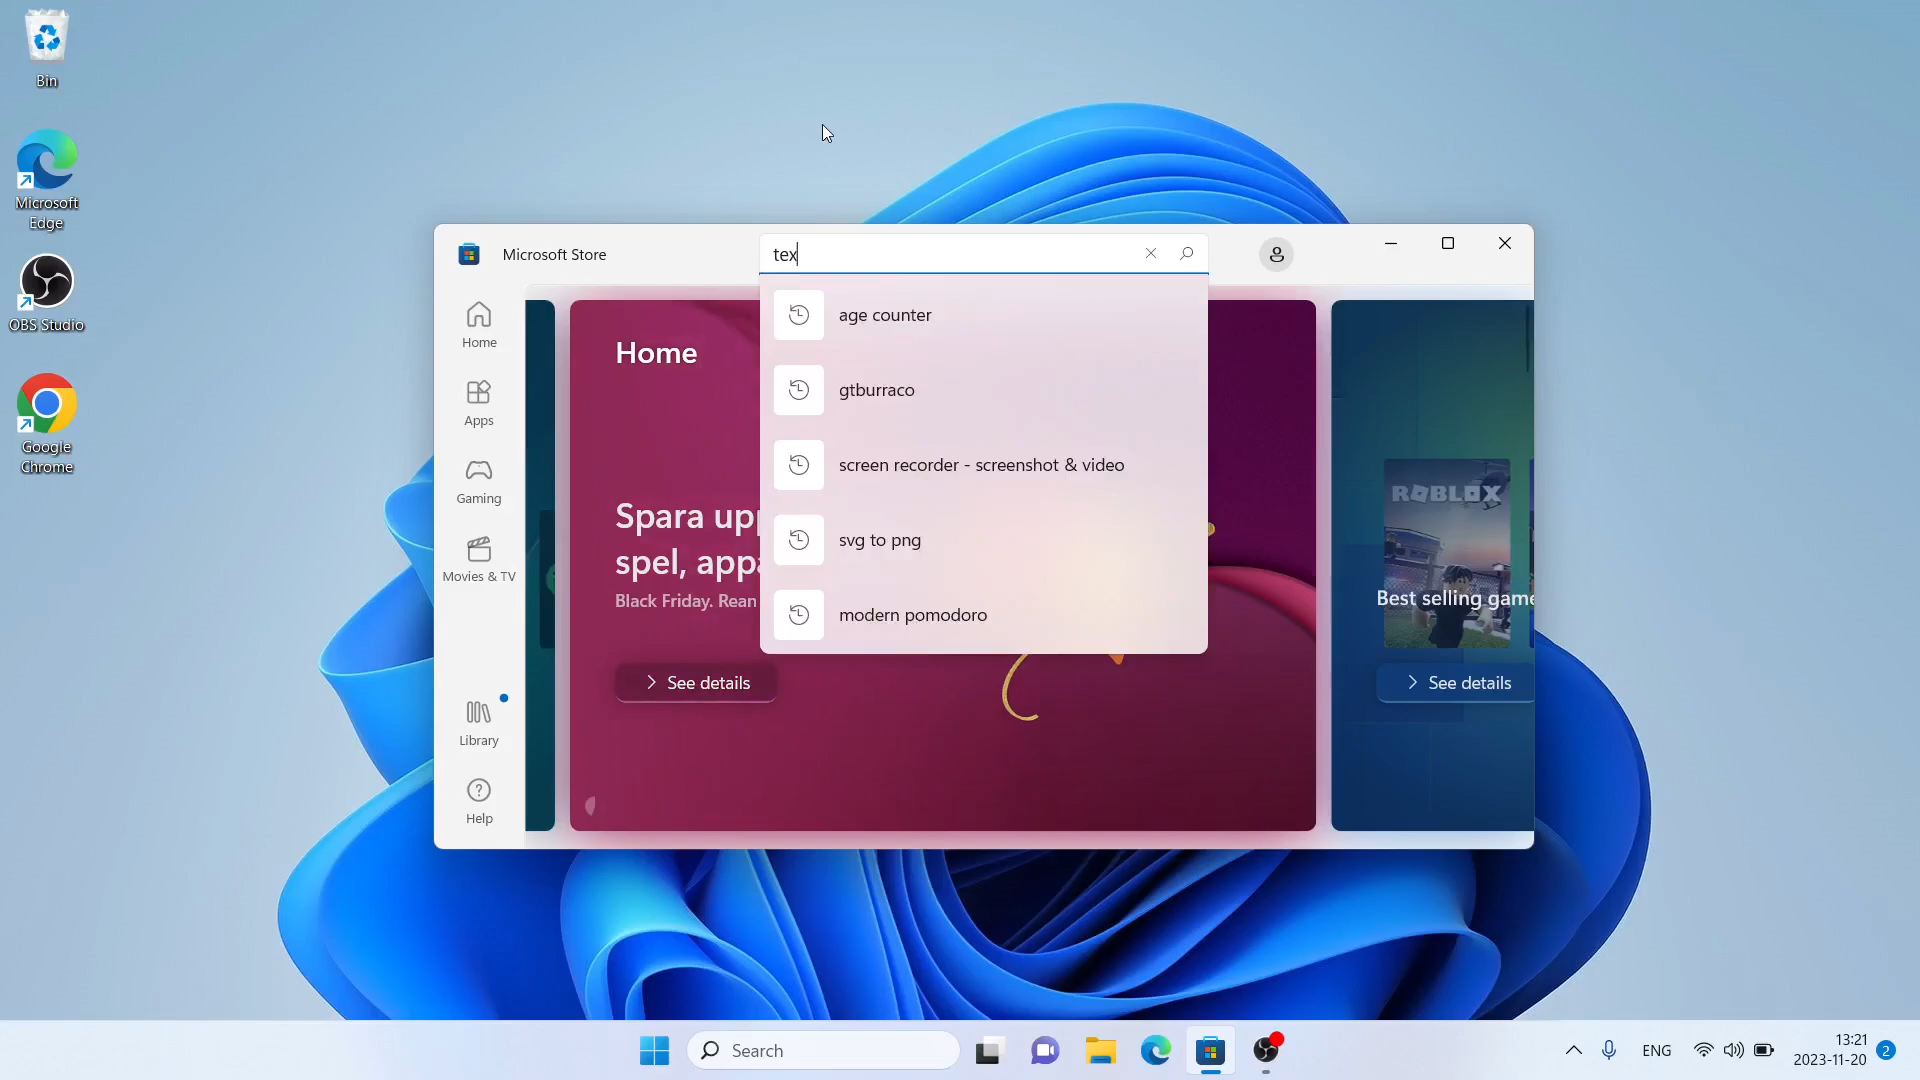 Bin
Microsoft
Edge
OBS Studio
Google
Chrome
Microsoft Store
tex
Home
Apps
Gaming
Movies & TV
Library
Help
age counter
gtburraco
screen recorder - screenshot & video
svg to png
modern pomodoro
Home
Spara upp
spel, appa
Black Friday. Rean
See details
ROBLOX
Best selling game
See details
Search
ENG
13:21
2023-11-20
2